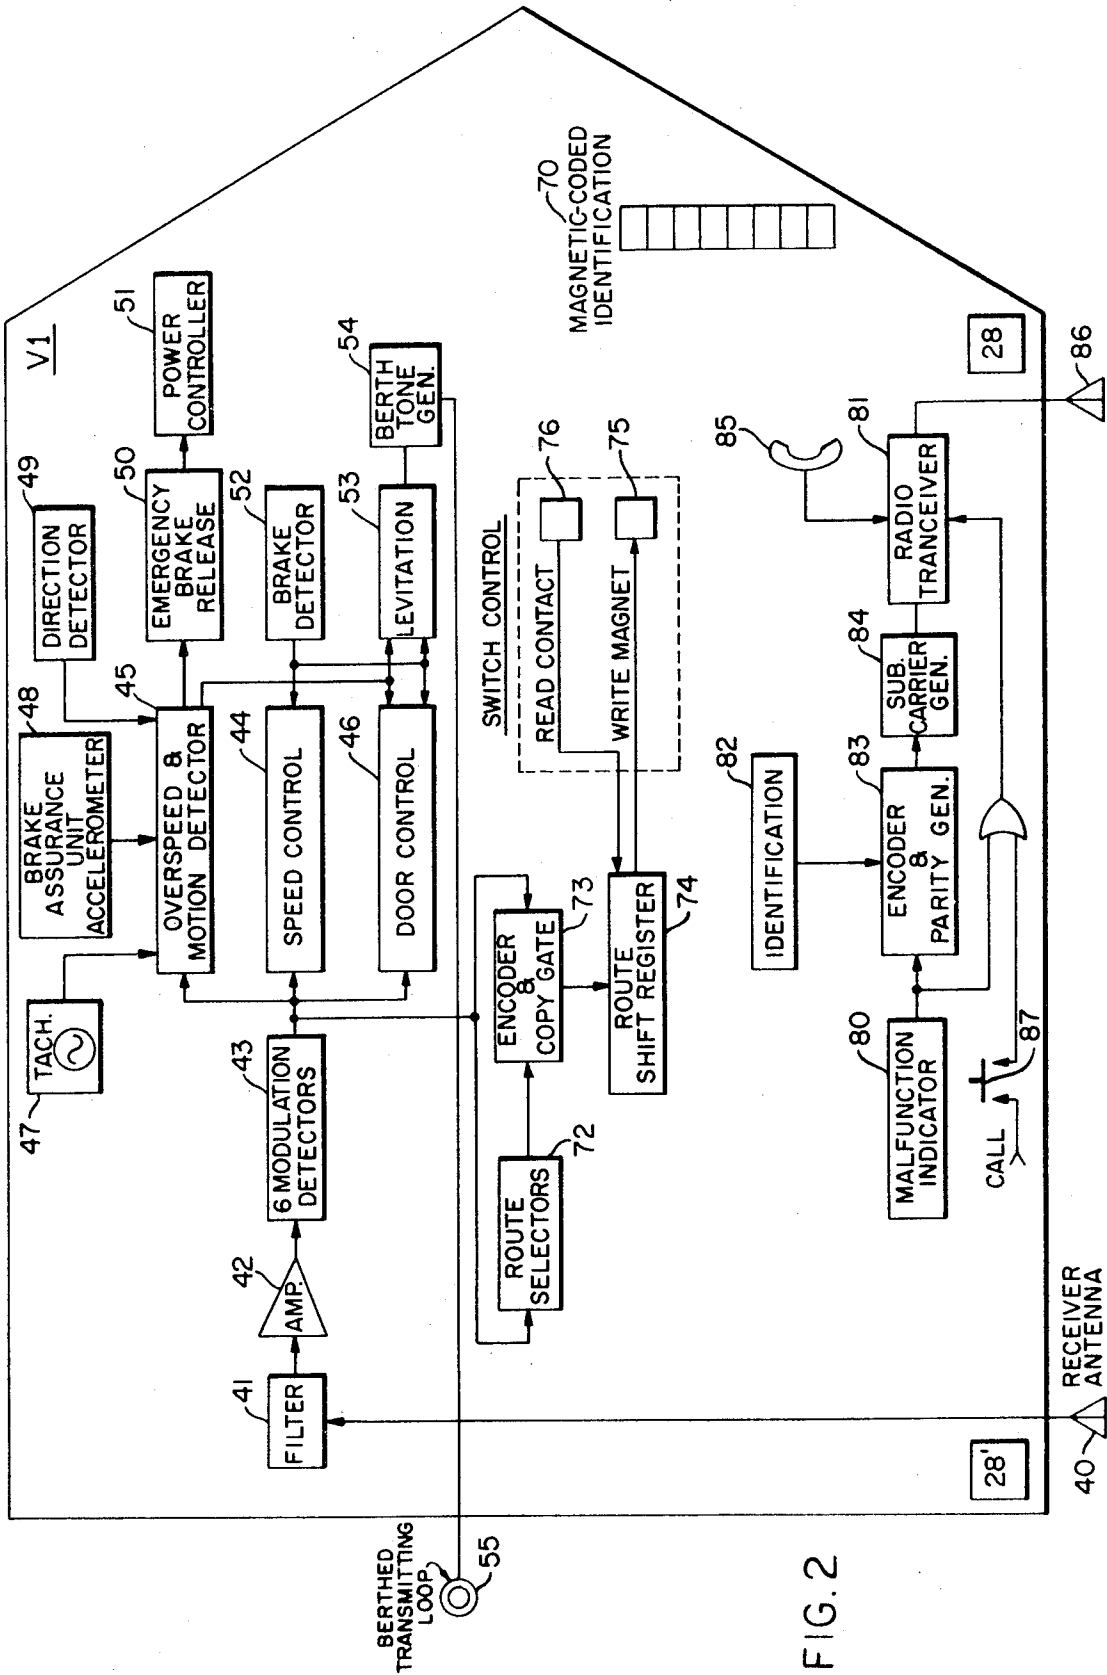 V1
TACH.
47
BRAKE
ASSURANCE
UNIT
ACCELEROMETER
48
DIRECTION
DETECTOR
49
OVERSPEED &
MOTION DETECTOR
45
EMERGENCY
BRAKE
RELEASE
50
POWER
CONTROLLER
51
FILTER
41
AMP.
42
6 MODULATION
DETECTORS
43
SPEED CONTROL
44
BRAKE
DETECTOR
52
DOOR CONTROL
46
LEVITATION
53
BERTH
TONE
GEN.
54
BERTHED
TRANSMITTING
LOOP
55
ROUTE
SELECTORS
72
ENCODER
&
COPY GATE
73
ROUTE
SHIFT REGISTER
74
SWITCH CONTROL
READ CONTACT
76
WRITE MAGNET
75
70
MAGNETIC-CODED
IDENTIFICATION
IDENTIFICATION
82
MALFUNCTION
INDICATOR
80
ENCODER
&
PARITY GEN.
83
SUB.
CARRIER
GEN.
84
RADIO
TRANCEIVER
81
85
CALL
87
28'
28
40
RECEIVER
ANTENNA
86
FIG. 2